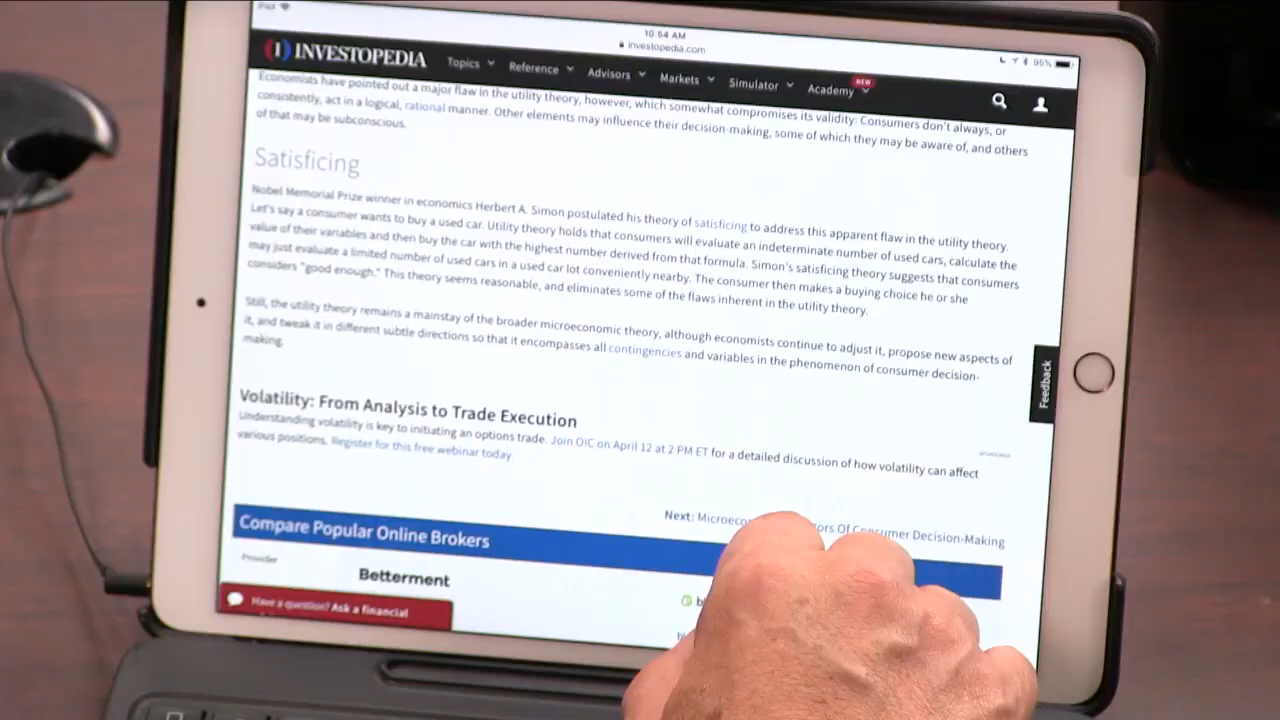 iPad
10:54 AM
investopedia.com
95%
INVESTOPEDIA
Topics
Reference
Advisors
Markets
Simulator
Academy
NEW
Economists have pointed out a major flaw in the utility theory, however, which somewhat compromises its validity: Consumers don't always, or
consistently, act in a logical, rational manner. Other elements may influence their decision-making, some of which they may be aware of, and others
of that may be subconscious.
Satisficing
Nobel Memorial Prize winner in economics Herbert A. Simon postulated his theory of satisficing to address this apparent flaw in the utility theory.
Let's say a consumer wants to buy a used car. Utility theory holds that consumers will evaluate an indeterminate number of used cars, calculate the
value of their variables and then buy the car with the highest number derived from that formula. Simon's satisficing theory suggests that consumers
may just evaluate a limited number of used cars in a used car lot conveniently nearby. The consumer then makes a buying choice he or she
considers "good enough." This theory seems reasonable, and eliminates some of the flaws inherent in the utility theory.
Still, the utility theory remains a mainstay of the broader microeconomic theory, although economists continue to adjust it, propose new aspects of
it, and tweak it in different subtle directions so that it encompasses all contingencies and variables in the phenomenon of consumer decision-
making.
Feedback
Volatility: From Analysis to Trade Execution
Understanding volatility is key to initiating an options trade. Join OIC on April 12 at 2 PM ET for a detailed discussion of how volatility can affect
various positions. Register for this free webinar today.
Next: Of Consumer Decision-Making
Compare Popular Online Brokers
Provider
Betterment
Have a question? Ask a financial